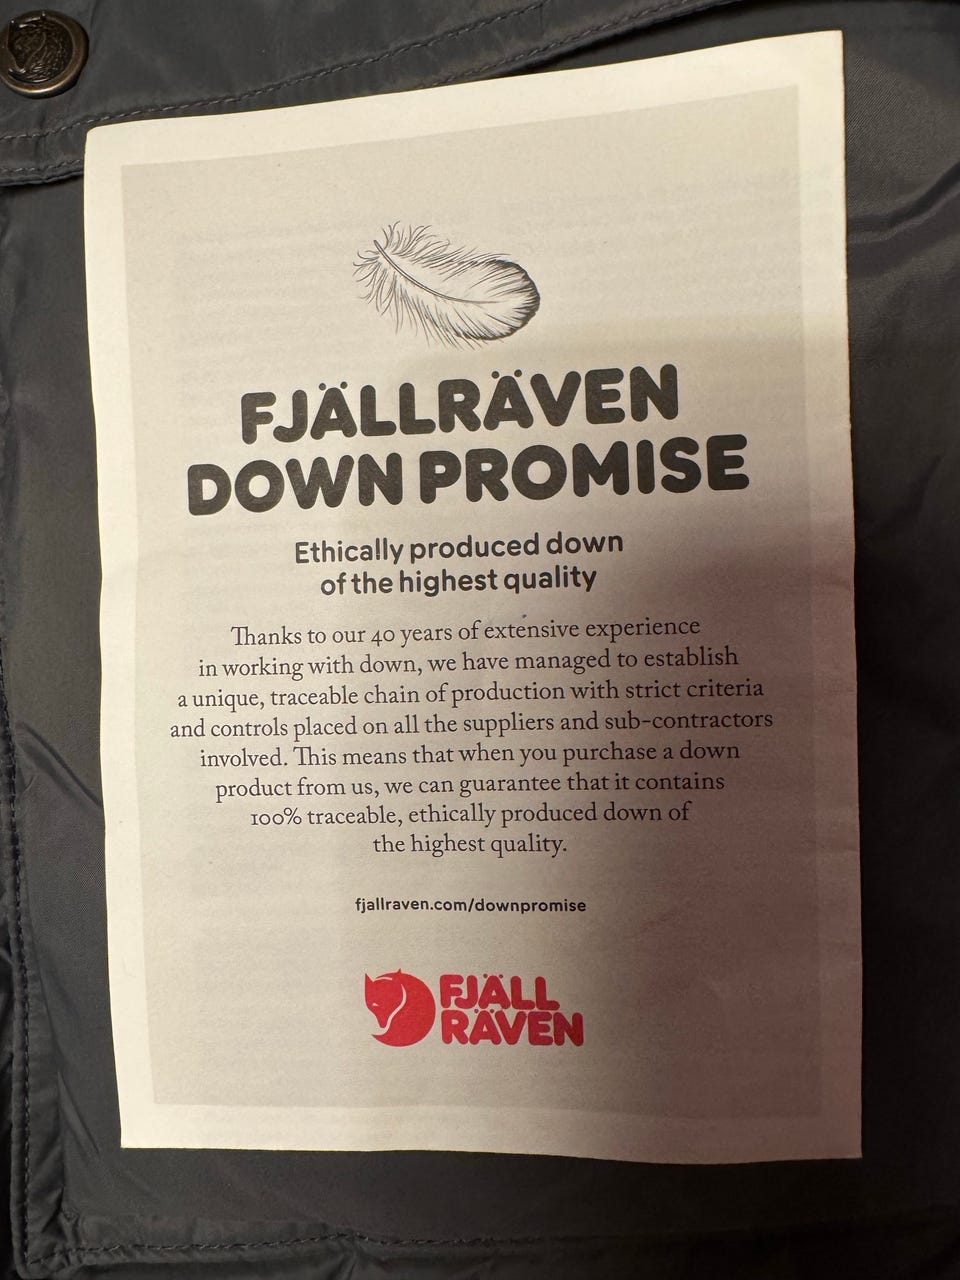 FJÄLLRÄVEN
DOWN PROMISE
Ethically produced down
of the highest quality
Thanks to our 40 years of extensive experience
in working with down, we have managed to establish
a unique, traceable chain of production with strict criteria
and controls placed on all the suppliers and sub-contractors
involved. This means that when you purchase a down
product from us, we can guarantee that it contains
100% traceable, ethically produced down of
the highest quality.
fjallraven.com/downpromise
FJÄLL
RÄVEN